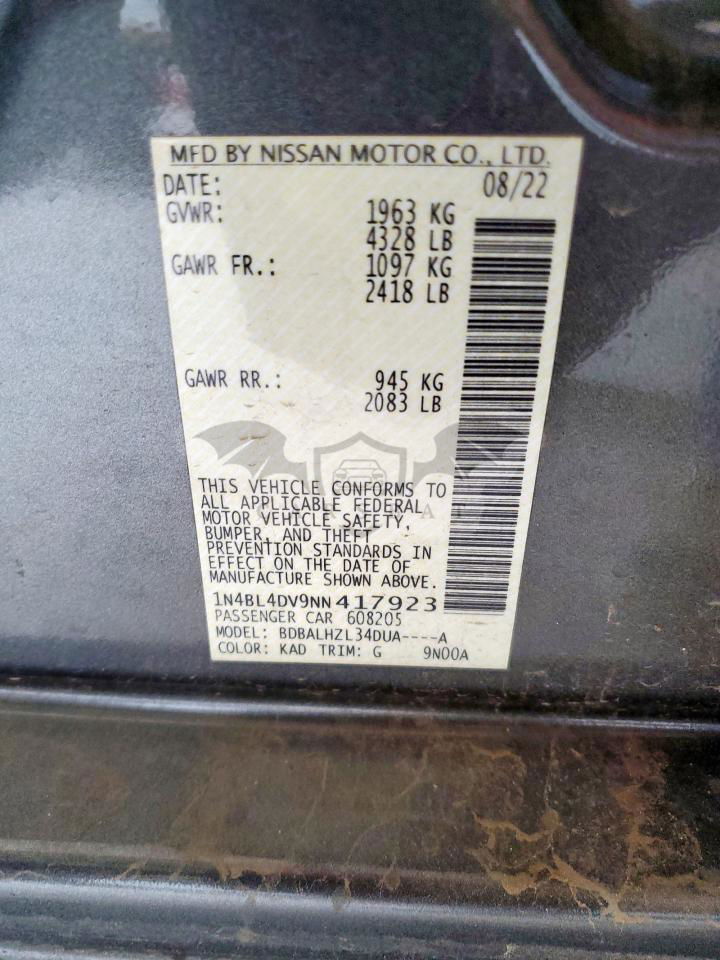 MFD BY NISSAN MOTOR CO., LTD.
DATE: 08/22
GVWR: 1963 KG
4328 LB
GAWR FR.: 1097 KG
2418 LB
GAWR RR.: 945 KG
2083 LB
THIS VEHICLE CONFORMS TO
ALL APPLICABLE FEDERAL
MOTOR VEHICLE SAFETY,
BUMPER, AND THEFT
PREVENTION STANDARDS IN
EFFECT ON THE DATE OF
MANUFACTURE SHOWN ABOVE.
1N4BL4DV9NN417923
PASSENGER CAR 608205
MODEL: BDBALHZL34DUA----A
COLOR: KAD TRIM: G 9N00A